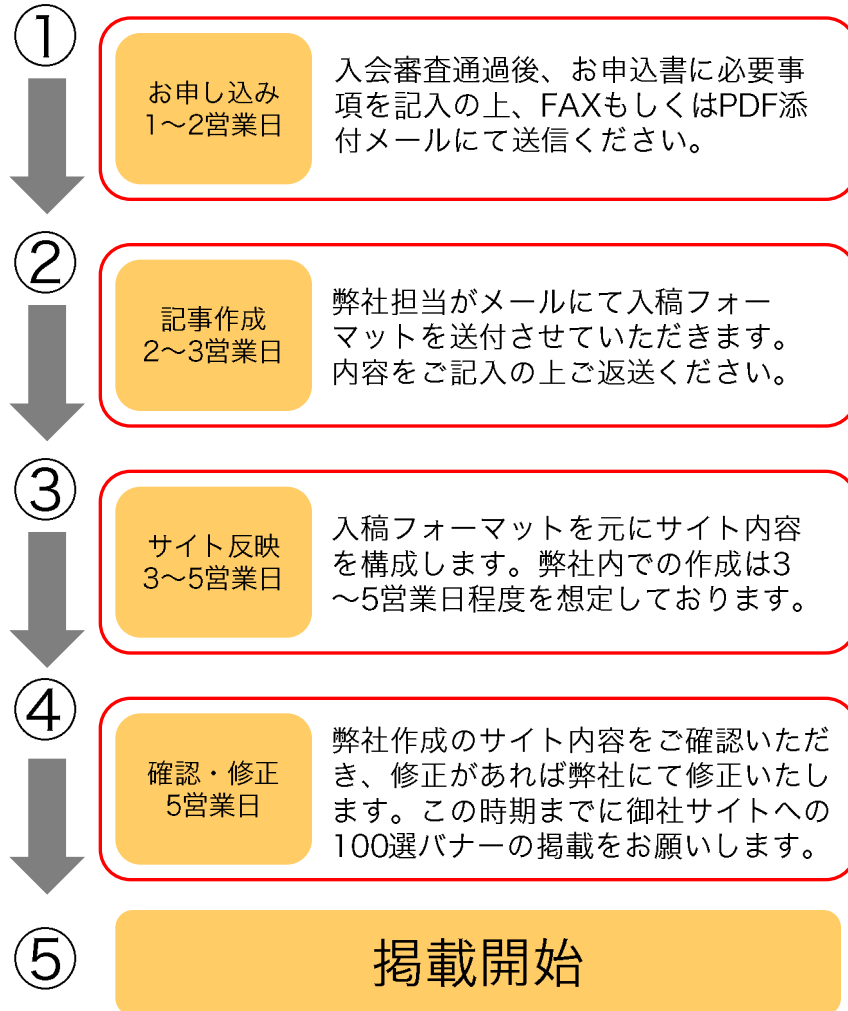 ①
お申し込み
1〜2営業日
入会審査通過後、お申込書に必要事
項を記入の上、FAXもしくはPDF添
付メールにて送信ください。
②
記事作成
2〜3営業日
弊社担当がメールにて入稿フォー
マットを送付させていただきます。
内容をご記入の上ご返送ください。
③
サイト反映
3〜5営業日
入稿フォーマットを元にサイト内容
を構成します。弊社内での作成は3
〜5営業日程度を想定しております。
④
確認・修正
5営業日
弊社作成のサイト内容をご確認いただ
き、修正があれば弊社にて修正いたし
ます。この時期までに御社サイトへの
100選バナーの掲載をお願いします。
⑤
掲載開始